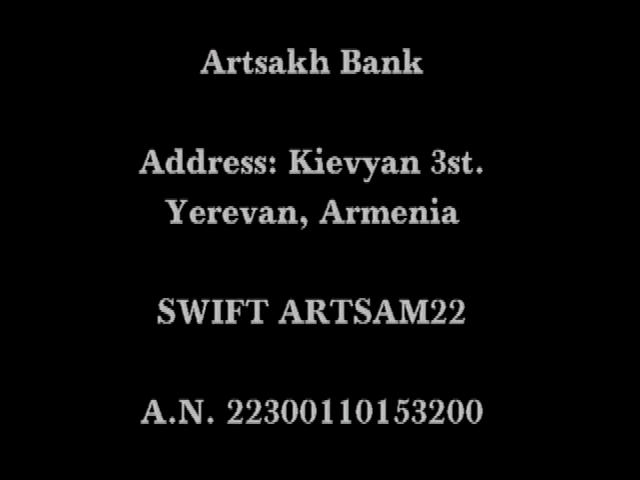 Artsakh Bank
Address: Kievyan 3st.
Yerevan, Armenia
SWIFT ARTSAM22
A.N. 22300110153200